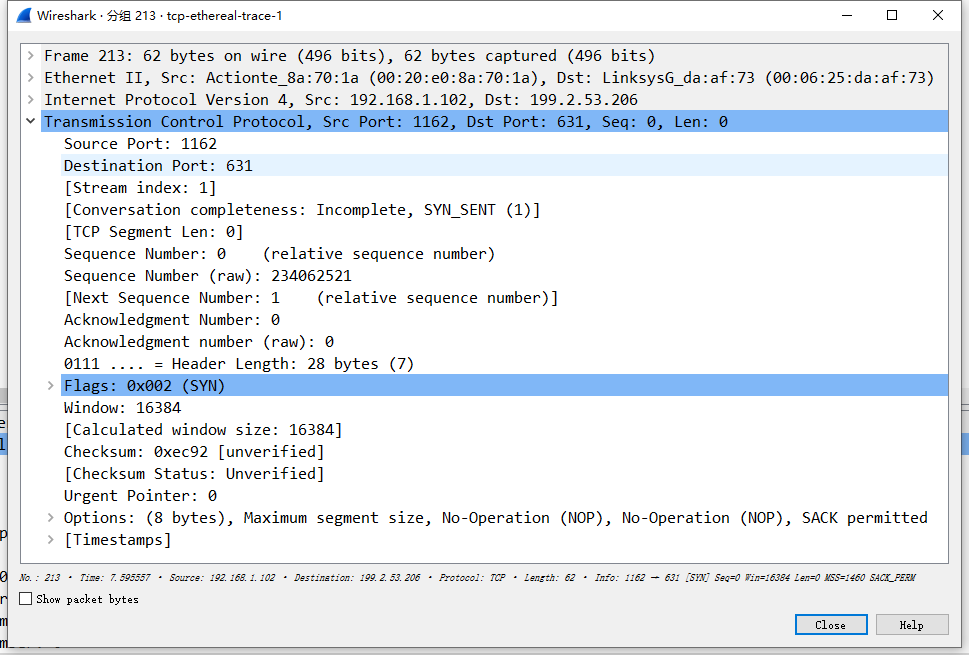 Wireshark · 分组 213 · tcp-ethereal-trace-1
Frame 213: 62 bytes on wire (496 bits), 62 bytes captured (496 bits)
Ethernet II, Src: Actionte_8a:70:1a (00:20:e0:8a:70:1a), Dst: LinksysG_da:af:73 (00:06:25:da:af:73)
Internet Protocol Version 4, Src: 192.168.1.102, Dst: 199.2.53.206
Transmission Control Protocol, Src Port: 1162, Dst Port: 631, Seq: 0, Len: 0
Source Port: 1162
Destination Port: 631
[Stream index: 1]
[Conversation completeness: Incomplete, SYN_SENT (1)]
[TCP Segment Len: 0]
Sequence Number: 0    (relative sequence number)
Sequence Number (raw): 234062521
[Next Sequence Number: 1    (relative sequence number)]
Acknowledgment Number: 0
Acknowledgment number (raw): 0
0111 .... = Header Length: 28 bytes (7)
Flags: 0x002 (SYN)
Window: 16384
[Calculated window size: 16384]
Checksum: 0xec92 [unverified]
[Checksum Status: Unverified]
Urgent Pointer: 0
Options: (8 bytes), Maximum segment size, No-Operation (NOP), No-Operation (NOP), SACK permitted
[Timestamps]
No.: 213 · Time: 7.595557 · Source: 192.168.1.102 · Destination: 199.2.53.206 · Protocol: TCP · Length: 62 · Info: 1162 → 631 [SYN] Seq=0 Win=16384 Len=0 MSS=1460 SACK_PERM
Show packet bytes
Close Help